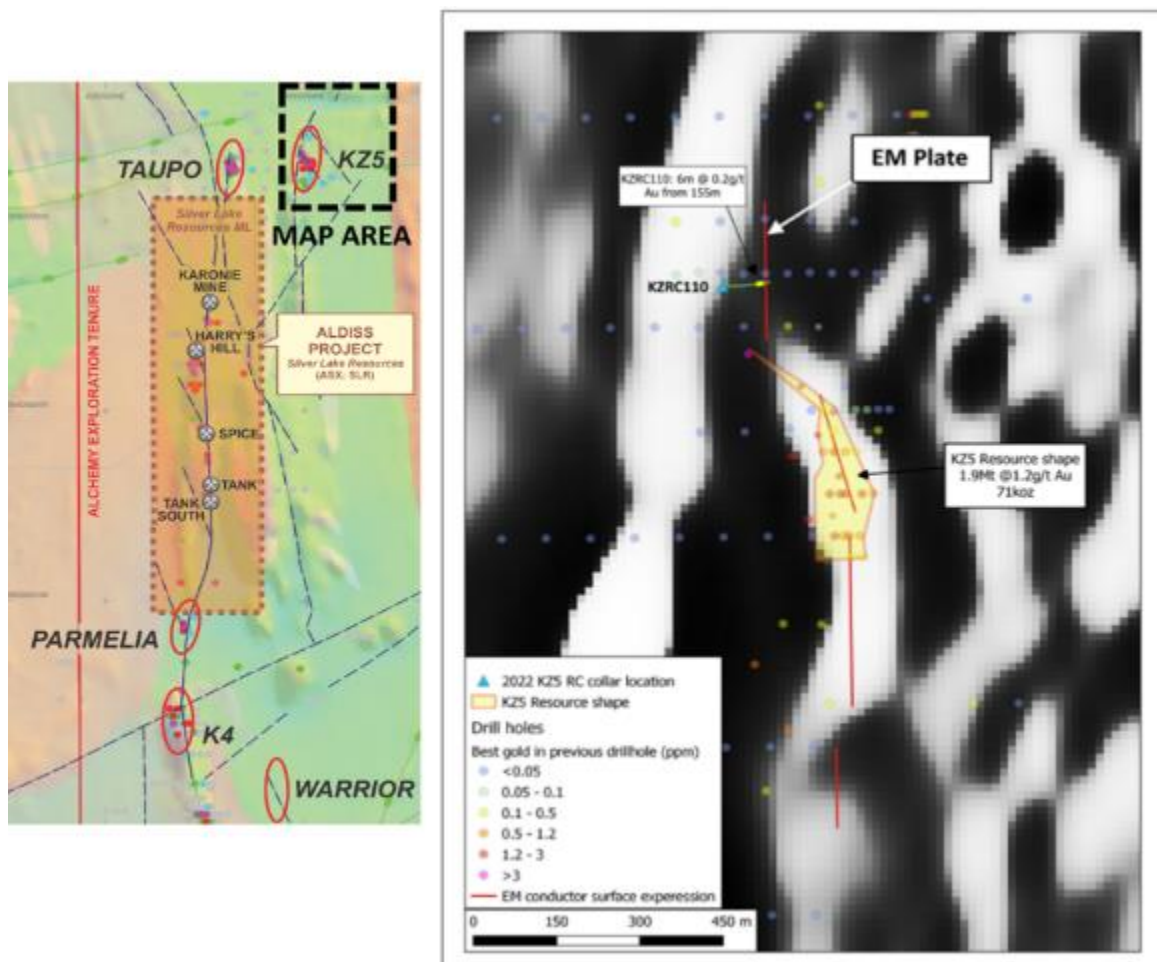 TAUPO
KZ5
MAP AREA
Silver Lake
Resources ML
KARONIE
MINE
HARRY'S
HILL
ALDISS
PROJECT
Silver Lake Resources
(ASX: SLR)
ALCHEMY EXPLORATION TENURE
SPICE
TANK
TANK
SOUTH
PARMELIA
K4
WARRIOR
EM Plate
KZRC110: 6m @ 0.2g/t
Au from 155m
KZRC110
KZ5 Resource shape
1.9Mt @1.2g/t Au
71koz
2022 KZ5 RC collar location
KZ5 Resource shape
Drill holes
Best gold in previous drillhole (ppm)
<0.05
0.05 - 0.1
0.1 - 0.5
0.5 - 1.2
1.2 - 3
>3
EM conductor surface experession
0 150 300 450 m